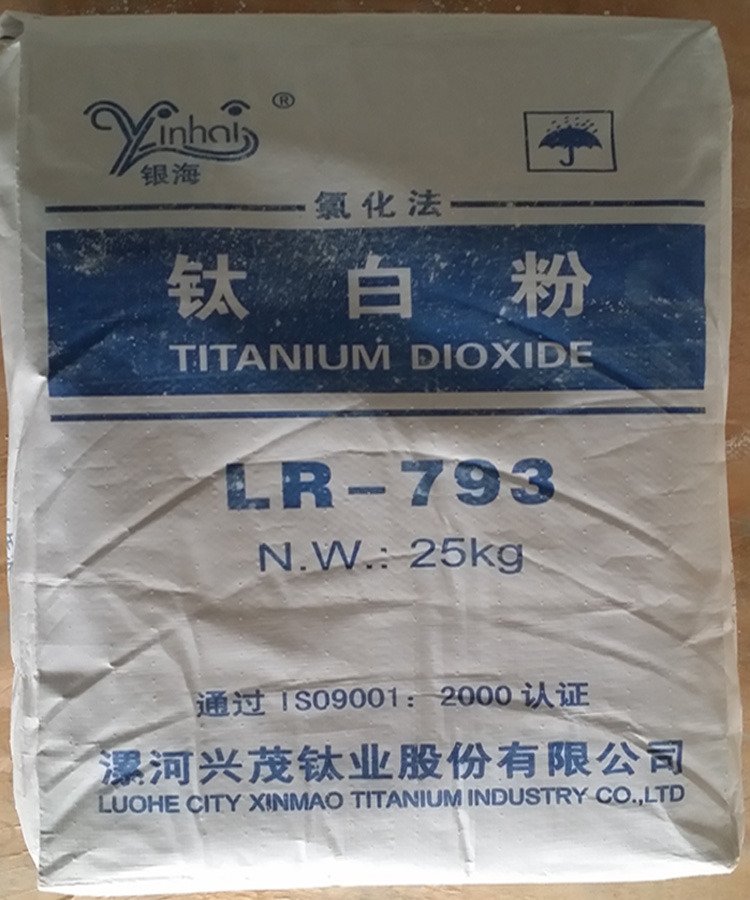 Yinhai ®
银海
氯化法
钛白粉
TITANIUM DIOXIDE
LR-793
N.W.: 25kg
通过 ISO9001: 2000 认证
漯河兴茂钛业股份有限公司
LUOHE CITY XINMAO TITANIUM INDUSTRY CO.,LTD